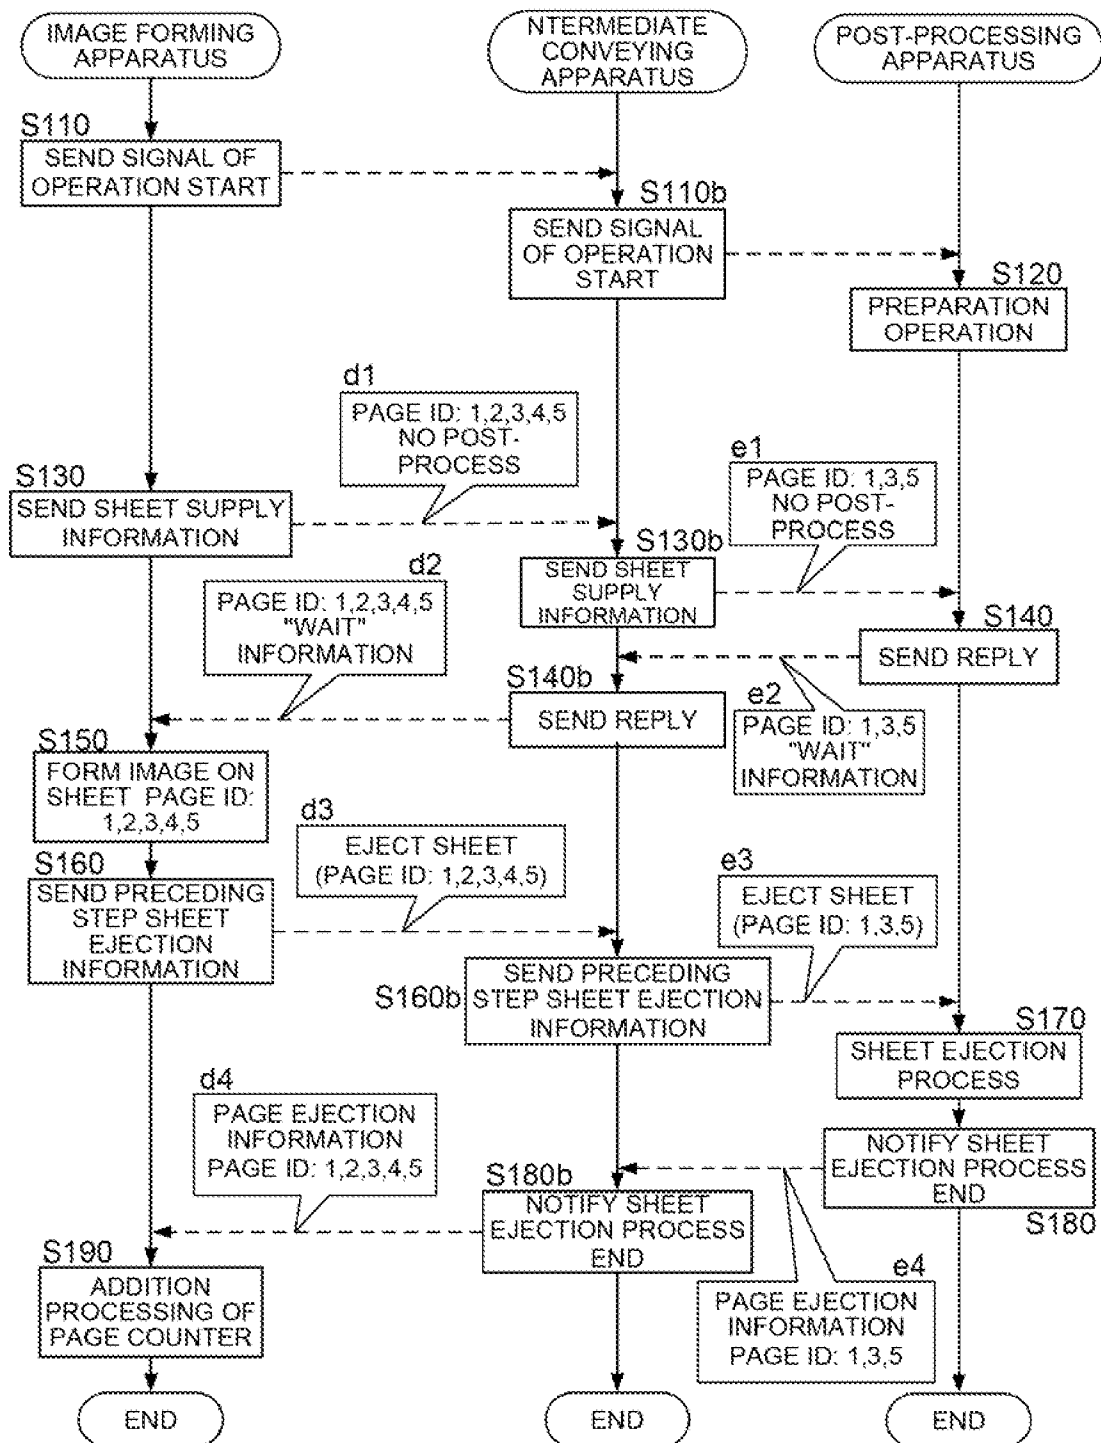 IMAGE FORMING
APPARATUS
NTERMEDIATE
CONVEYING
APPARATUS
POST-PROCESSING
APPARATUS
S110
SEND SIGNAL OF
OPERATION START
S110b
SEND SIGNAL
OF OPERATION
START
S120
PREPARATION
OPERATION
d1
PAGE ID: 1,2,3,4,5
NO POST-
PROCESS
S130
SEND SHEET SUPPLY
INFORMATION
e1
PAGE ID: 1,3,5
NO POST-
PROCESS
S130b
SEND SHEET
SUPPLY
INFORMATION
d2
PAGE ID: 1,2,3,4,5
"WAIT"
INFORMATION
S140
SEND REPLY
S140b
SEND REPLY
e2
PAGE ID: 1,3,5
"WAIT"
INFORMATION
S150
FORM IMAGE ON
SHEET PAGE ID:
1,2,3,4,5
d3
EJECT SHEET
(PAGE ID: 1,2,3,4,5)
S160
SEND PRECEDING
STEP SHEET
EJECTION
INFORMATION
e3
EJECT SHEET
(PAGE ID: 1,3,5)
S160b
SEND PRECEDING
STEP SHEET EJECTION
INFORMATION
S170
SHEET EJECTION
PROCESS
d4
PAGE EJECTION
INFORMATION
PAGE ID: 1,2,3,4,5
NOTIFY SHEET
EJECTION PROCESS
END
S180
S180b
NOTIFY SHEET
EJECTION PROCESS
END
e4
PAGE EJECTION
INFORMATION
PAGE ID: 1,3,5
S190
ADDITION
PROCESSING OF
PAGE COUNTER
END
END
END